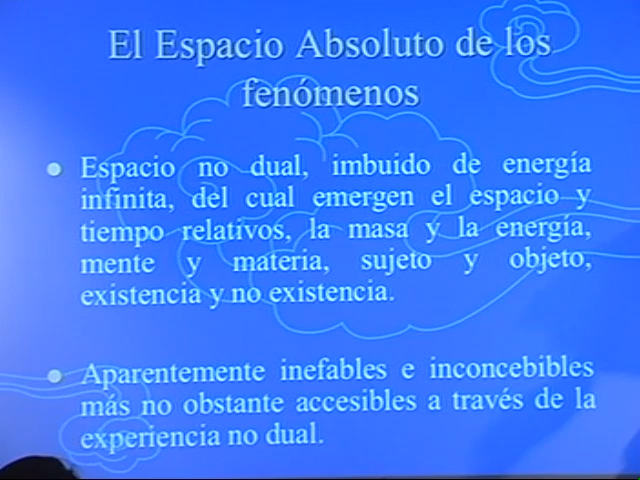 El Espacio Absoluto de los
fenómenos
Espacio no dual, imbuido de energía
infinita, del cual emergen el espacio y
tiempo relativos, la masa y la energía,
mente y materia, sujeto y objeto,
existencia y no existencia.
Aparentemente inefables e inconcebibles
más no obstante accesibles a través de la
experiencia no dual.